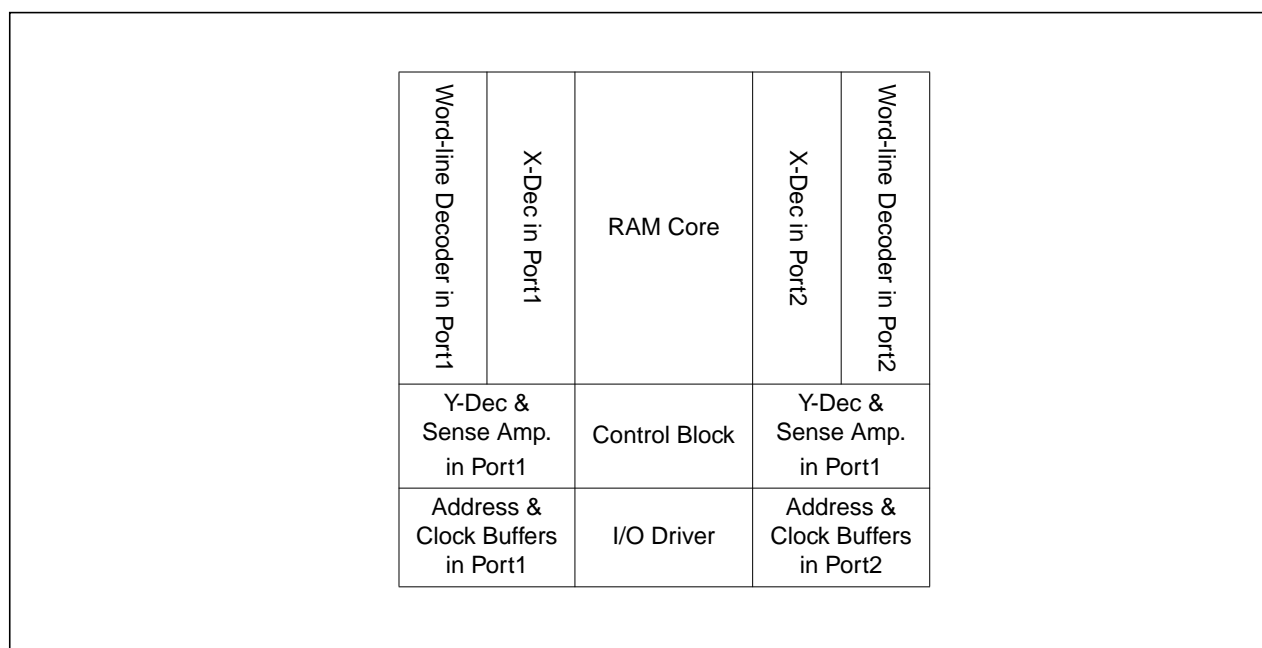 Word-line Decoder in Port1
X-Dec in Port1
RAM Core
X-Dec in Port2
Word-line Decoder in Port2
Y-Dec &
Sense Amp.
in Port1
Control Block
Y-Dec &
Sense Amp.
in Port1
Address &
Clock Buffers
in Port1
I/O Driver
Address &
Clock Buffers
in Port2